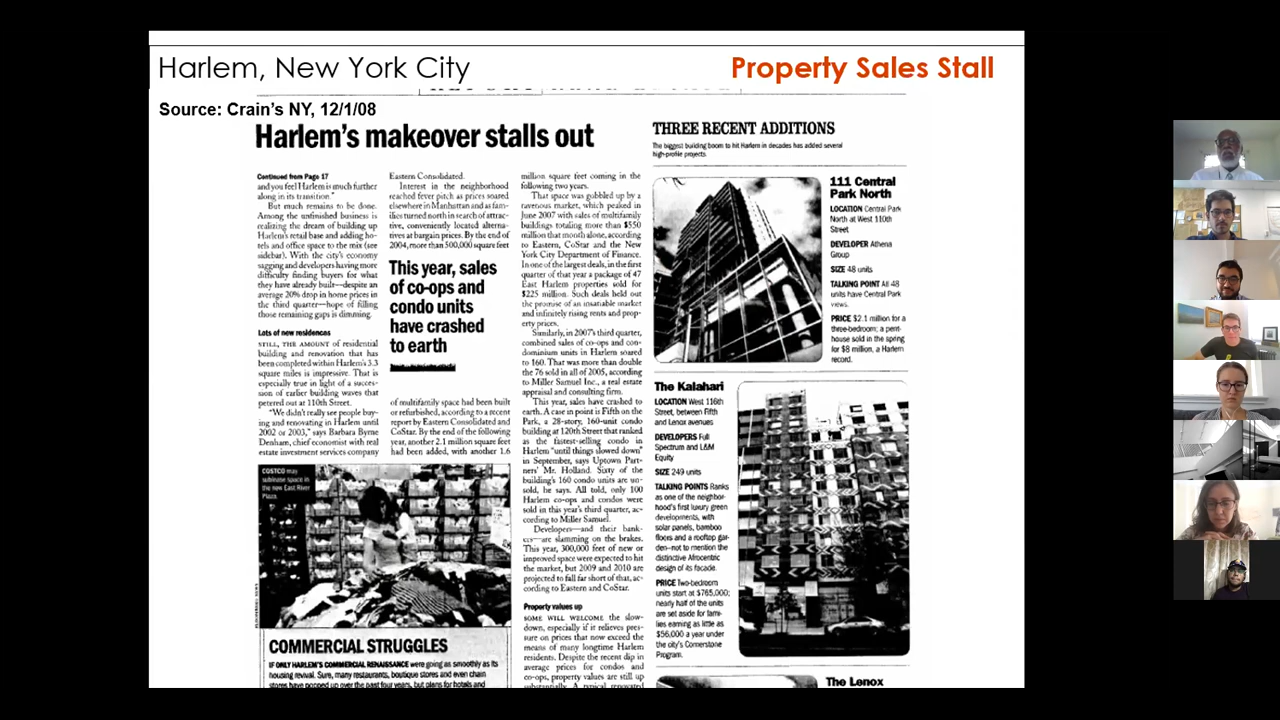 Harlem, New York City
Property Sales Stall
Source: Crain's NY, 12/1/08
Harlem's makeover stalls out
Continued from Page 17
and you feel Harlem is much further
along in its transition."
But much remains to be done.
Among the unfinished business is
realizing the dream of building up
Harlem's retail base and adding ho-
tels and office space to the mix (see
sidebar). With the city's economy
sagging and developers having more
difficulty finding buyers for what
they have already built—despite an
average 20% drop in home prices in
the third quarter—hope of filling
those remaining gaps is dimming.
Lots of new residences
STILL, THE AMOUNT of residential
building and renovation that has
been completed within Harlem's 3.3
square miles is impressive. That is
especially true in light of a succes-
sion of earlier building waves that
petered out at 110th Street.
"We didn't really see people buy-
ing and renovating in Harlem until
2002 or 2003," says Barbara Byrne
Denham, chief economist with real
estate investment services company
Eastern Consolidated.
Interest in the neighborhood
reached fever pitch as prices soared
elsewhere in Manhattan and as fam-
ilies turned north in search of attrac-
tive, conveniently located alterna-
tives at bargain prices. By the end of
2004, more than 500,000 square feet
This year, sales
of co-ops and
condo units
have crashed
to earth
of multifamily space had been built
or refurbished, according to a recent
report by Eastern Consolidated and
CoStar. By the end of the following
year, another 2.1 million square feet
had been added, with another 1.6
million square feet coming in the
following two years.
That space was gobbled up by a
ravenous market, which peaked in
June 2007 with sales of multifamily
buildings totaling more than $550
million that month alone, according
to Eastern, CoStar and the New
York City Department of Finance.
In one of the largest deals, in the first
quarter of that year a package of 47
East Harlem properties sold for
$225 million. Such deals held out
the promise of an insatiable market
and infinitely rising rents and prop-
erty prices.
Similarly, in 2007's third quarter,
combined sales of co-ops and con-
dominium units in Harlem soared
to 160. That was more than double
the 76 sold in all of 2005, according
to Miller Samuel Inc., a real estate
appraisal and consulting firm.
This year, sales have crashed to
earth. A case in point is Fifth on the
Park, a 28-story, 160-unit condo
building at 120th Street that ranked
as the fastest-selling condo in
Harlem "until things slowed down"
in September, says Uptown Part-
ners' Mr. Holland. Sixty of the
building's 160 condo units are un-
sold, he says. All told, only 100
Harlem co-ops and condos were
sold in this year's third quarter, ac-
cording to Miller Samuel.
Developers—and their bank-
ers—are slamming on the brakes.
This year, 300,000 feet of new or
improved space were expected to hit
the market, but 2009 and 2010 are
projected to fall far short of that, ac-
cording to Eastern and CoStar.
Property values up
SOME WILL WELCOME the slow-
down, especially if it relieves pres-
sure on prices that now exceed the
means of many longtime Harlem
residents. Despite the recent dip in
average prices for condos and
co-ops, property values are still up
substantially. A typical renovated
COSTCO may
sublease space in
the new East River
Plaza.
COMMERCIAL STRUGGLES
IF ONLY HARLEM'S COMMERCIAL RENAISSANCE were going as smoothly as its
housing revival. Sure, many restaurants, boutique stores and even chain
stores have popped up over the past four years, but plans for hotels and
THREE RECENT ADDITIONS
The biggest building boom to hit Harlem in decades has added several
high-profile projects.
111 Central
Park North
LOCATION Central Park
North at West 110th
Street
DEVELOPER Athena
Group
SIZE 48 units
TALKING POINT All 48
units have Central Park
views.
PRICE $2.1 million for a
three-bedroom; a pent-
house sold in the spring
for $8 million, a Harlem
record.
The Kalahari
LOCATION West 116th
Street, between Fifth
and Lenox avenues
DEVELOPERS Full
Spectrum and L&M
Equity
SIZE 249 units
TALKING POINTS Ranks
as one of the neighbor-
hood's first luxury green
developments, with
solar panels, bamboo
floors and a rooftop gar-
den—not to mention the
distinctive Afrocentric
design of its facade.
PRICE Two-bedroom
units start at $765,000;
nearly half of the units
are set aside for fami-
lies earning as little as
$56,000 a year under
the city's Cornerstone
Program.
The Lenox